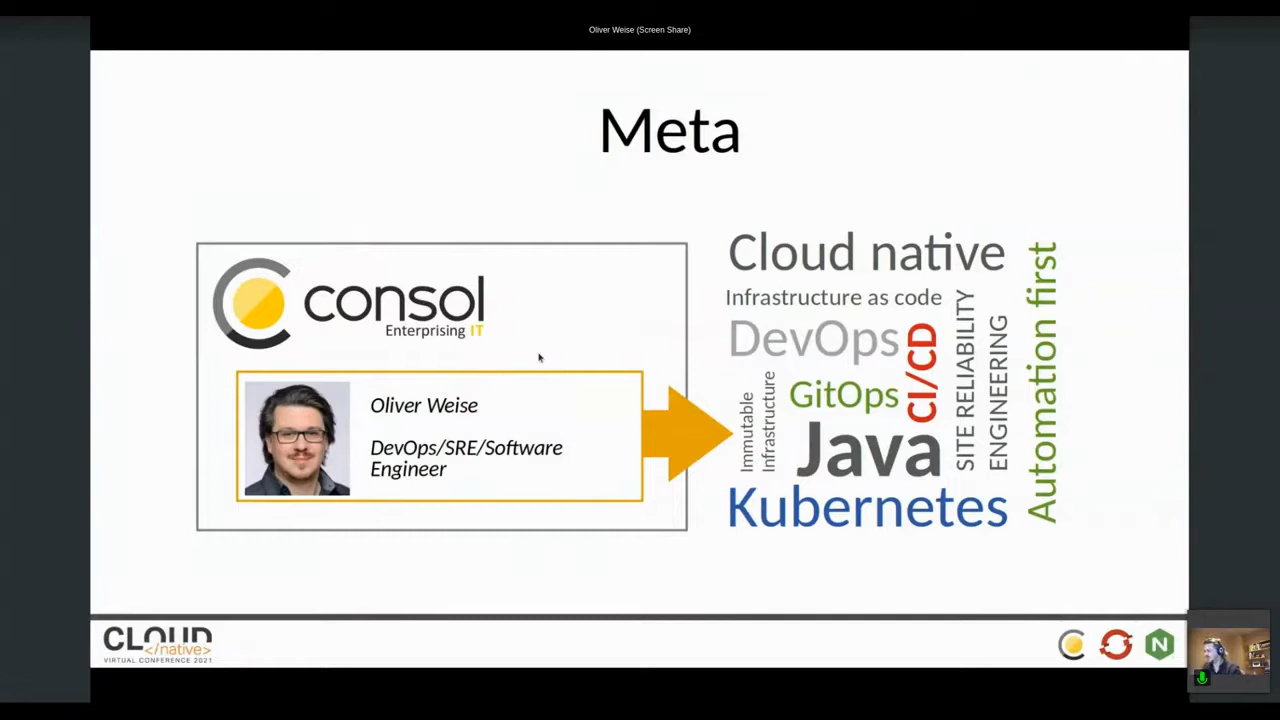 Oliver Weise (Screen Share)
Meta
consol
Enterprising IT
Oliver Weise
DevOps/SRE/Software
Engineer
Cloud native
Infrastructure as code
DevOps
CI/CD
SITE RELIABILITY
ENGINEERING
Automation first
Immutable
Infrastructure
GitOps
Java
Kubernetes
CLOUD
</native>
VIRTUAL CONFERENCE 2021
N